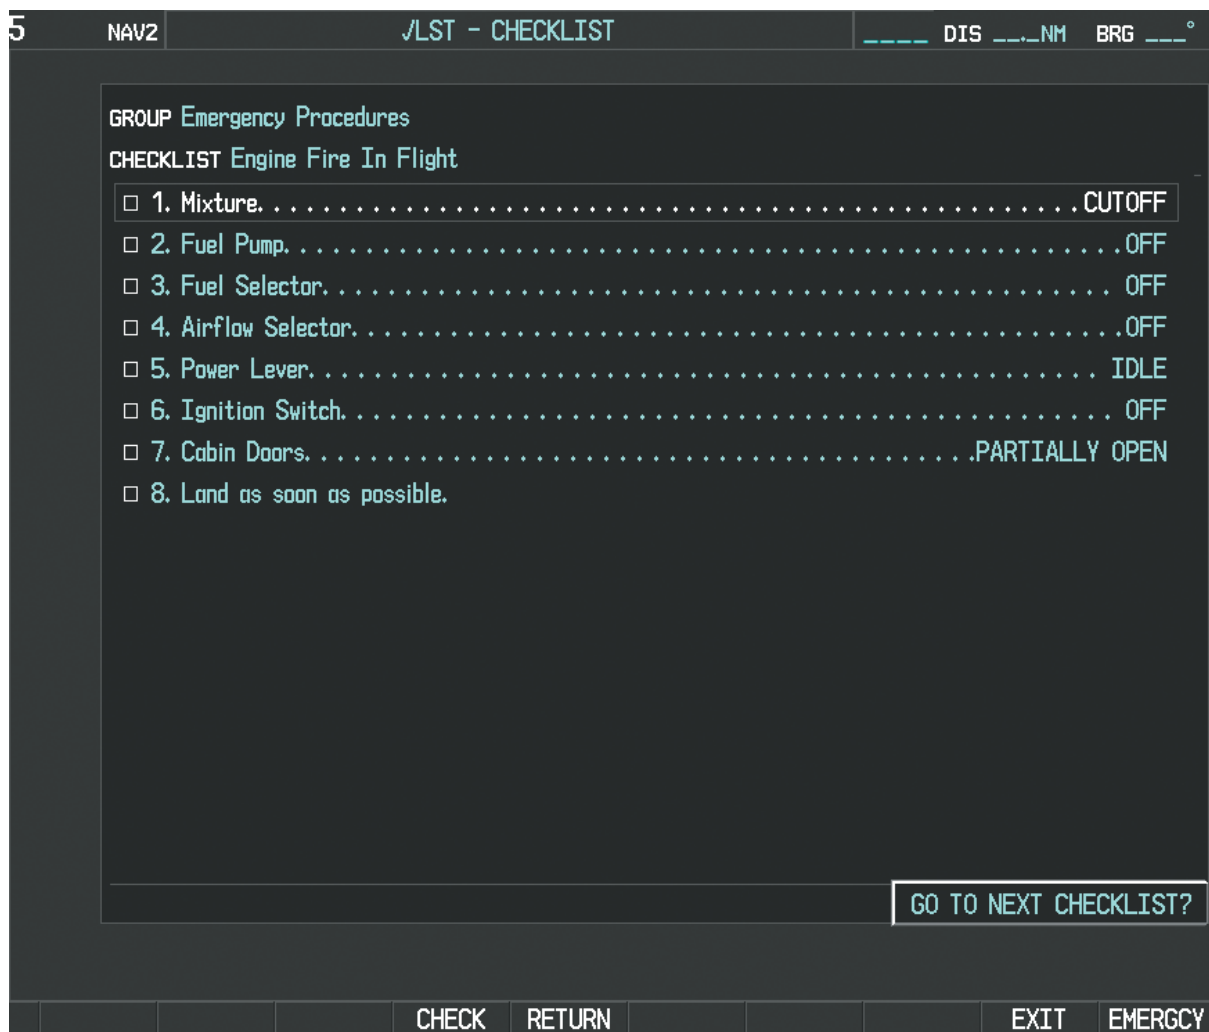 5 NAV2 √LST - CHECKLIST ____ DIS __._NM BRG ___°
GROUP Emergency Procedures
CHECKLIST Engine Fire In Flight
□ 1. Mixture. . . . . . . . . . . . . . . . . . . . . . . . . . . . . . . . . . . . . . . . . . . . . . . . . . . . . . . . . . CUTOFF
□ 2. Fuel Pump. . . . . . . . . . . . . . . . . . . . . . . . . . . . . . . . . . . . . . . . . . . . . . . . . . . . . . . . . . .OFF
□ 3. Fuel Selector. . . . . . . . . . . . . . . . . . . . . . . . . . . . . . . . . . . . . . . . . . . . . . . . . . . . . . . . OFF
□ 4. Airflow Selector. . . . . . . . . . . . . . . . . . . . . . . . . . . . . . . . . . . . . . . . . . . . . . . . . . . . . .OFF
□ 5. Power Lever. . . . . . . . . . . . . . . . . . . . . . . . . . . . . . . . . . . . . . . . . . . . . . . . . . . . . . . IDLE
□ 6. Ignition Switch. . . . . . . . . . . . . . . . . . . . . . . . . . . . . . . . . . . . . . . . . . . . . . . . . . . . . . OFF
□ 7. Cabin Doors. . . . . . . . . . . . . . . . . . . . . . . . . . . . . . . . . . . . . . . . . . . . . .PARTIALLY OPEN
□ 8. Land as soon as possible.
GO TO NEXT CHECKLIST?
CHECK RETURN EXIT EMERGCY